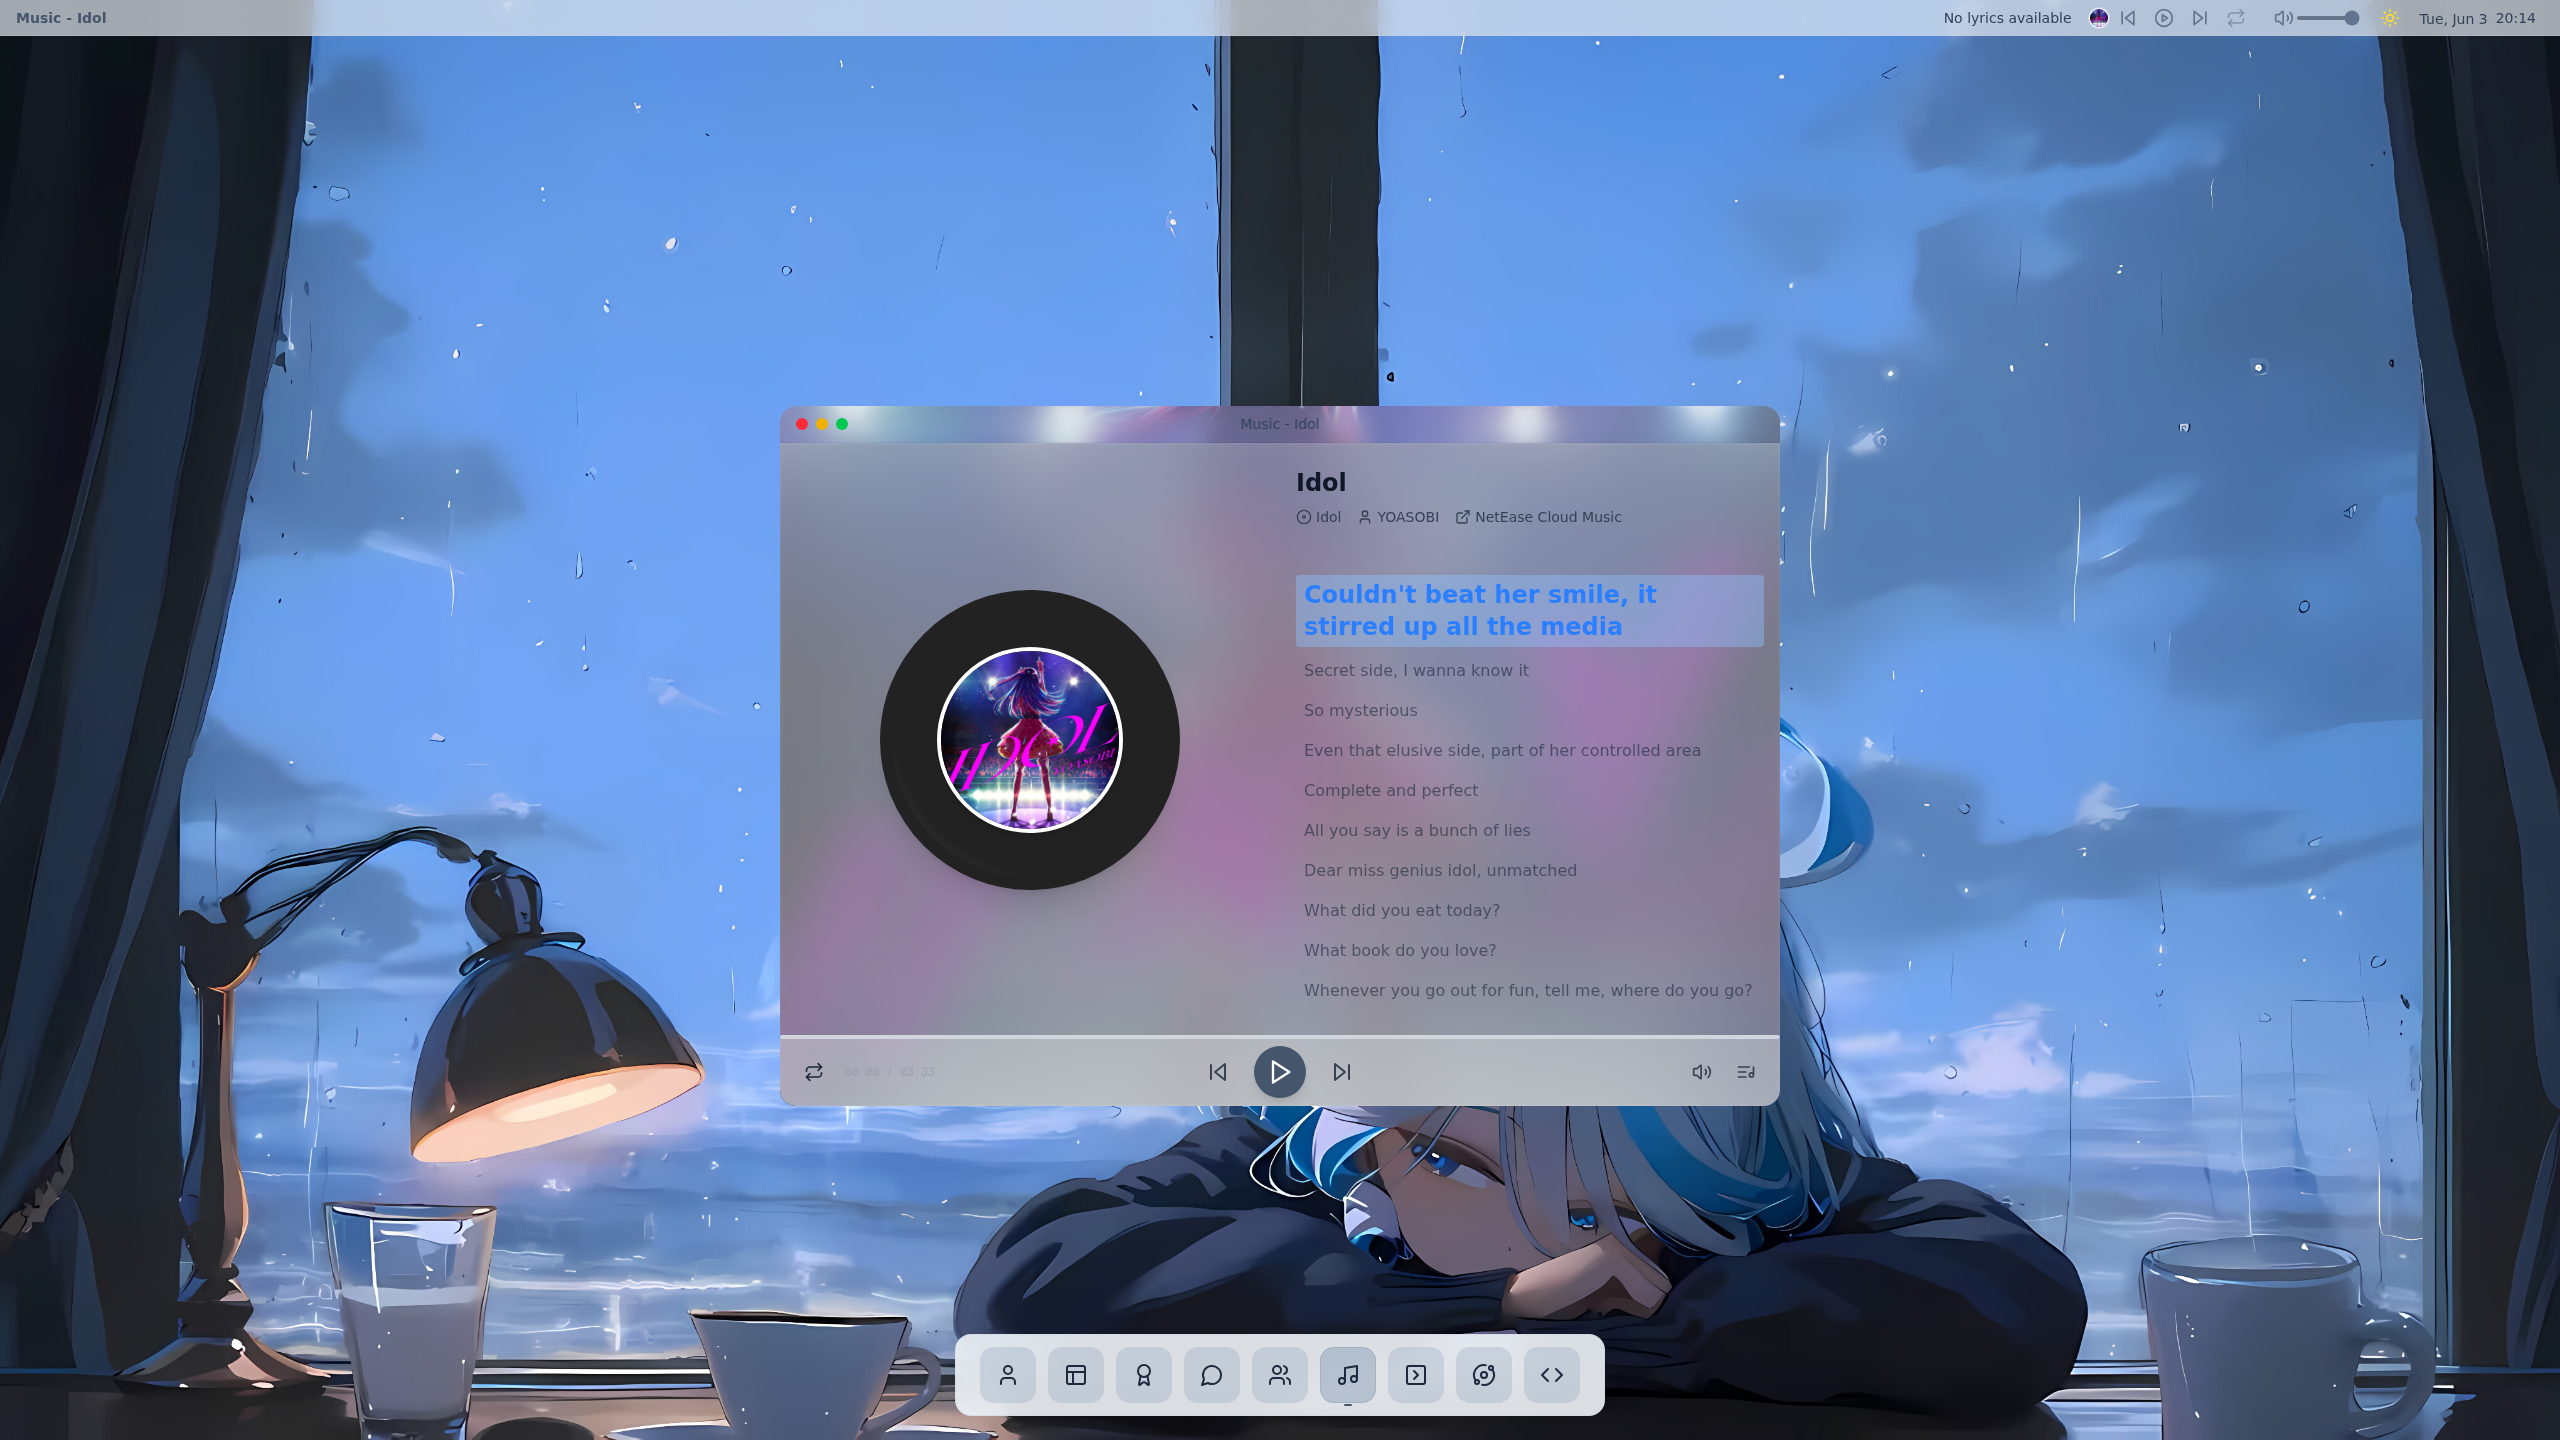 Music - Idol
No lyrics available
Tue, Jun 3 20:14
Music - Idol
Idol
Idol YOASOBI NetEase Cloud Music
Couldn't beat her smile, it
stirred up all the media
Secret side, I wanna know it
So mysterious
Even that elusive side, part of her controlled area
Complete and perfect
All you say is a bunch of lies
Dear miss genius idol, unmatched
What did you eat today?
What book do you love?
Whenever you go out for fun, tell me, where do you go?
IDOL
YOASOBI
00:00 / 03:33